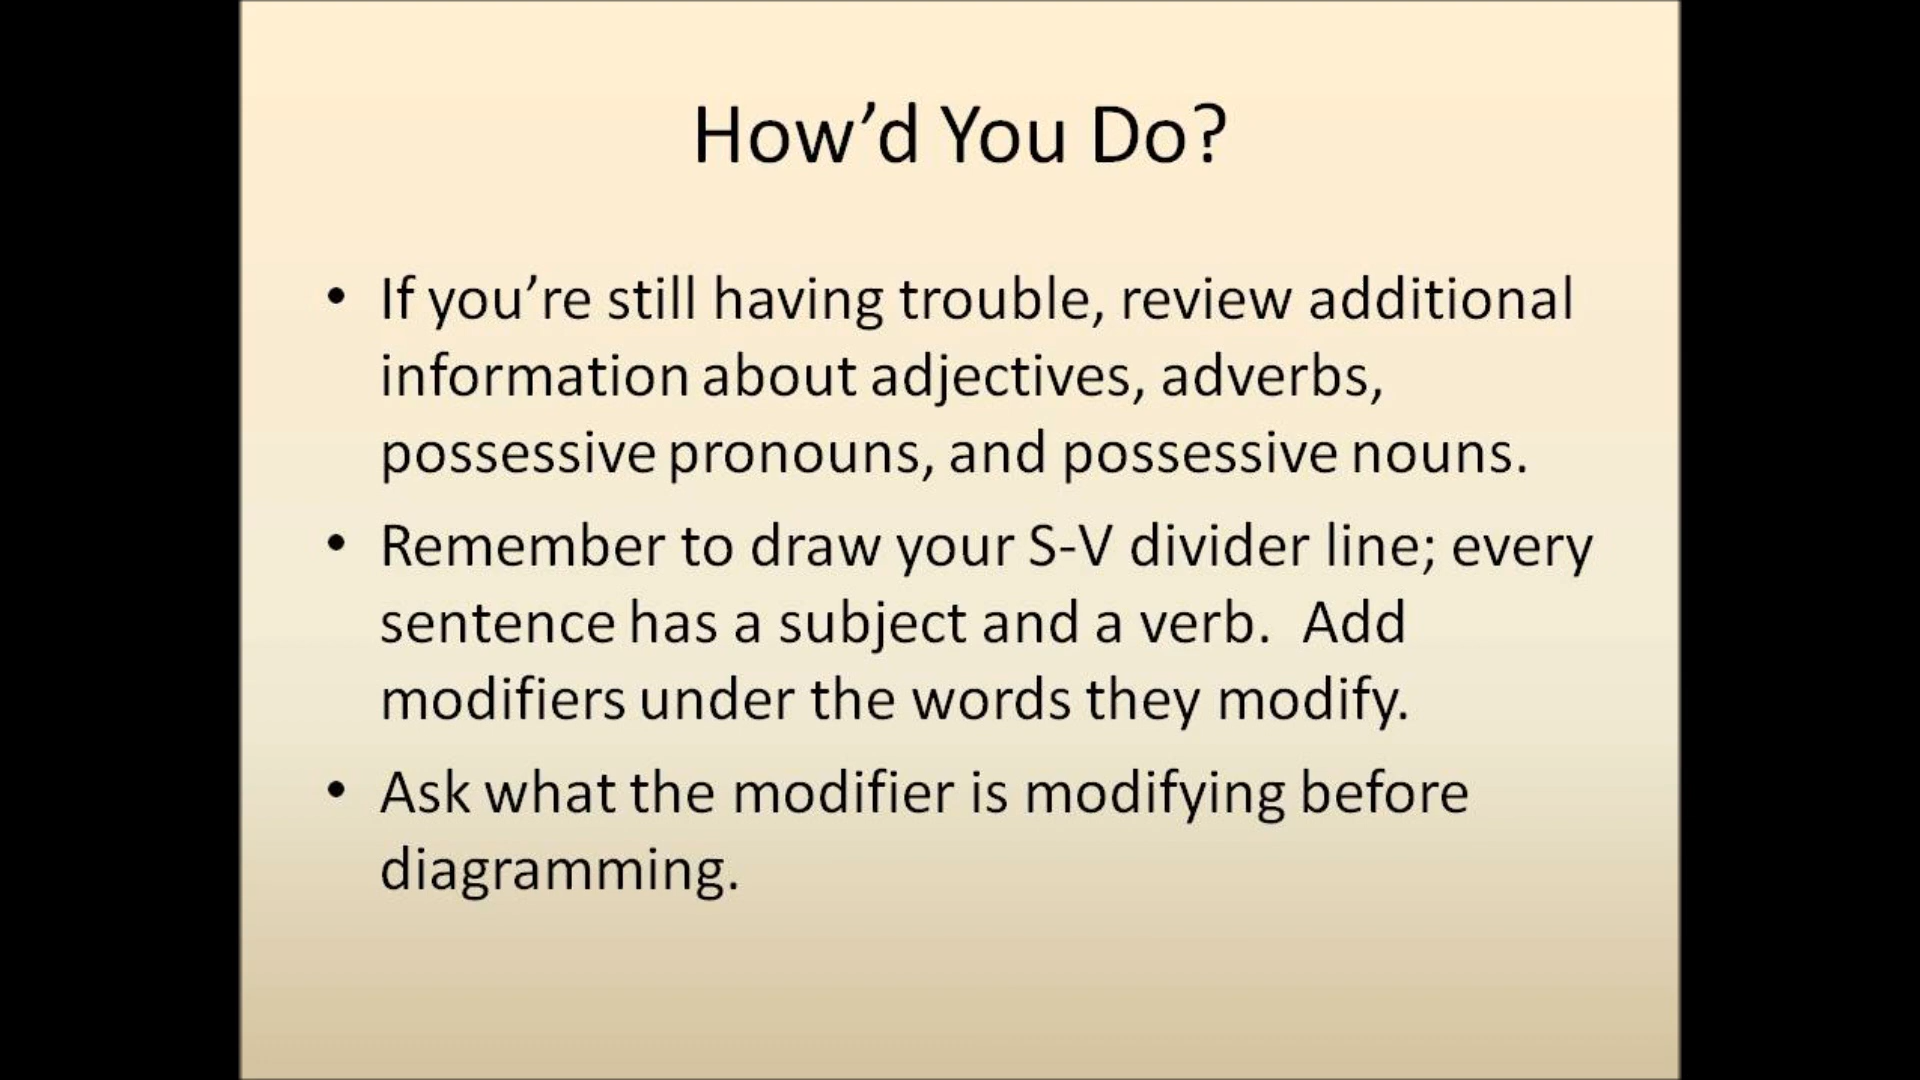 How’d You Do?
• If you’re still having trouble, review additional
information about adjectives, adverbs,
possessive pronouns, and possessive nouns.
• Remember to draw your S-V divider line; every
sentence has a subject and a verb.  Add
modifiers under the words they modify.
• Ask what the modifier is modifying before
diagramming.